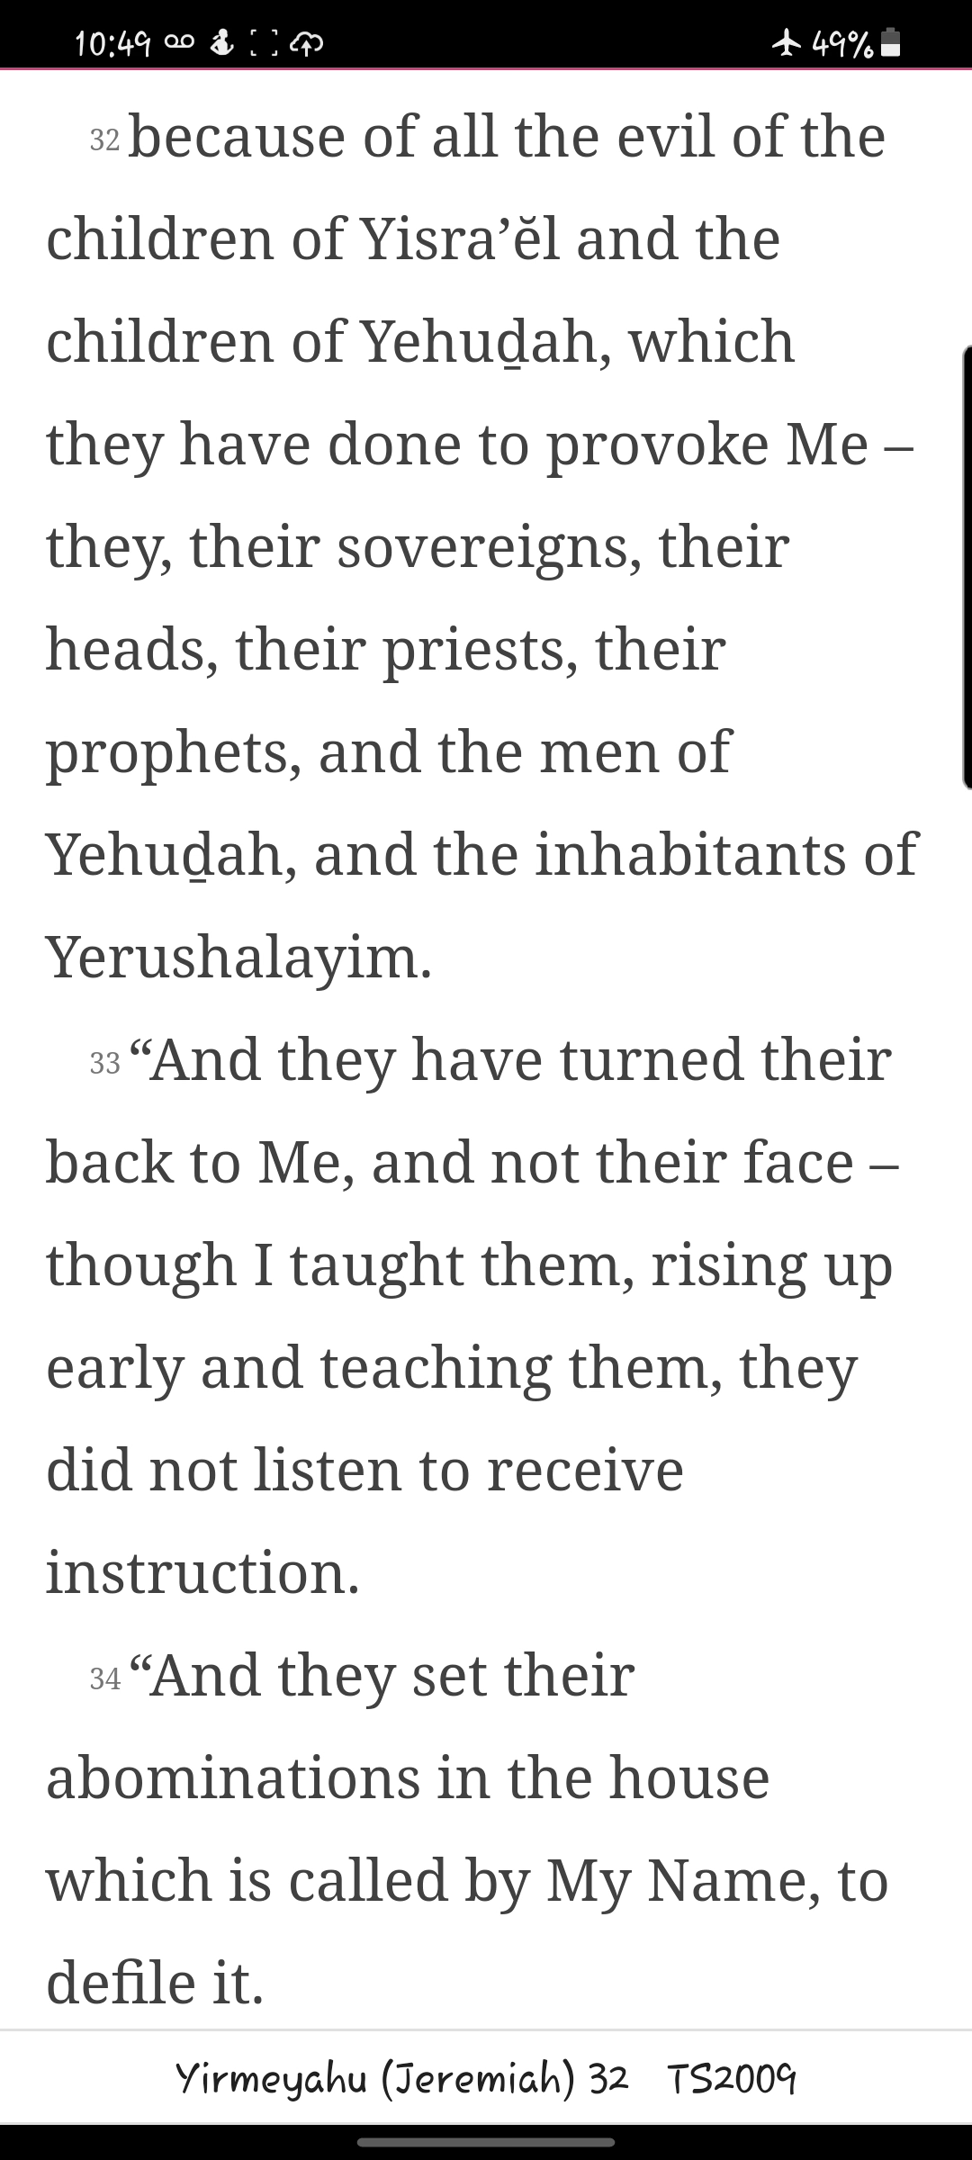 10:49 49%
32 because of all the evil of the
children of Yisra’ĕl and the
children of Yehuḏah, which
they have done to provoke Me –
they, their sovereigns, their
heads, their priests, their
prophets, and the men of
Yehuḏah, and the inhabitants of
Yerushalayim.
33 “And they have turned their
back to Me, and not their face –
though I taught them, rising up
early and teaching them, they
did not listen to receive
instruction.
34 “And they set their
abominations in the house
which is called by My Name, to
defile it.
Yirmeyahu (Jeremiah) 32 TS2009